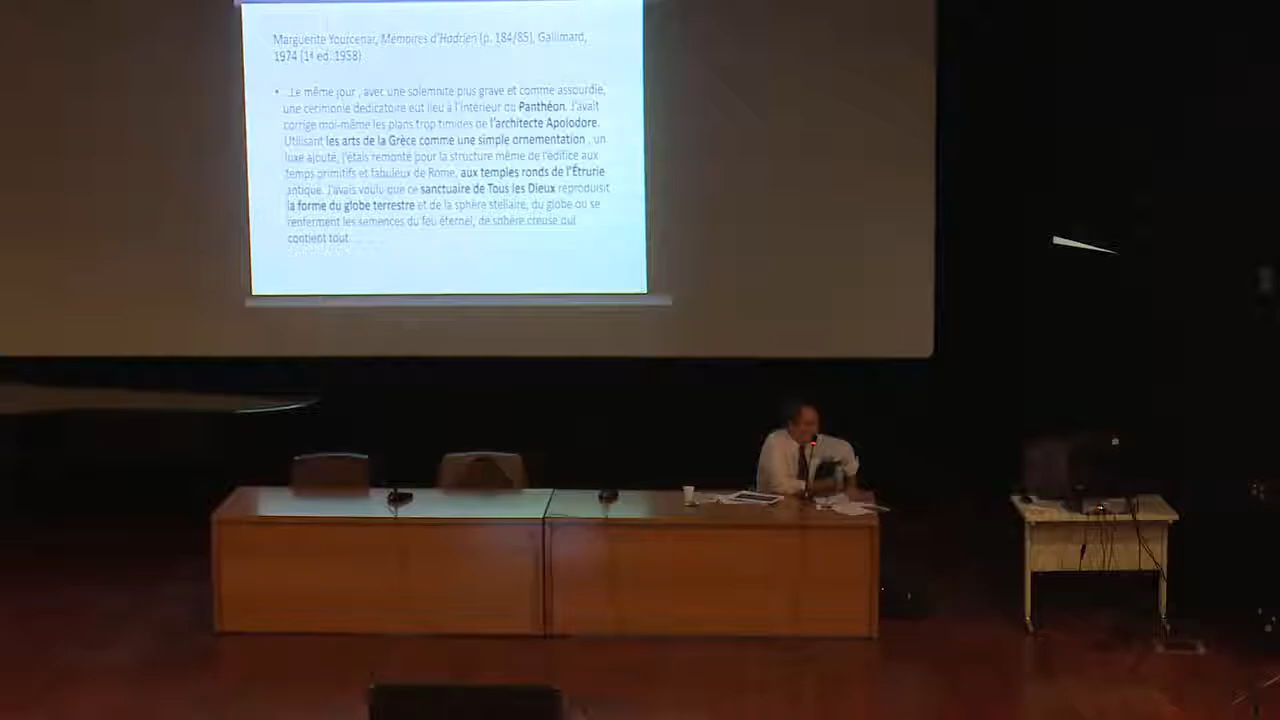 Marguerite Yourcenar, Mémoires d'Hadrien (p. 184/85), Gallimard,
1974 (1ª ed. 1958)
• .Le même jour , avec une solemnité plus grave et comme assourdie,
une cérimonie dédicatoire eut lieu à l'intérieur du Panthéon. J'avait
corrigé moi-même les plans trop timides de l'architecte Apolodore.
Utilisant les arts de la Grèce comme une simple ornementation , un
luxe ajouté, j'étais remonté pour la structure même de l'édifice aux
temps primitifs et fabuleux de Rome, aux temples ronds de l'Étrurie
antique. J'avais voulu que ce sanctuaire de Tous les Dieux reproduisit
la forme du globe terrestre et de la sphère stellaire, du globe ou se
renferment les semences du feu éternel, de sphère creuse qui
contient tout